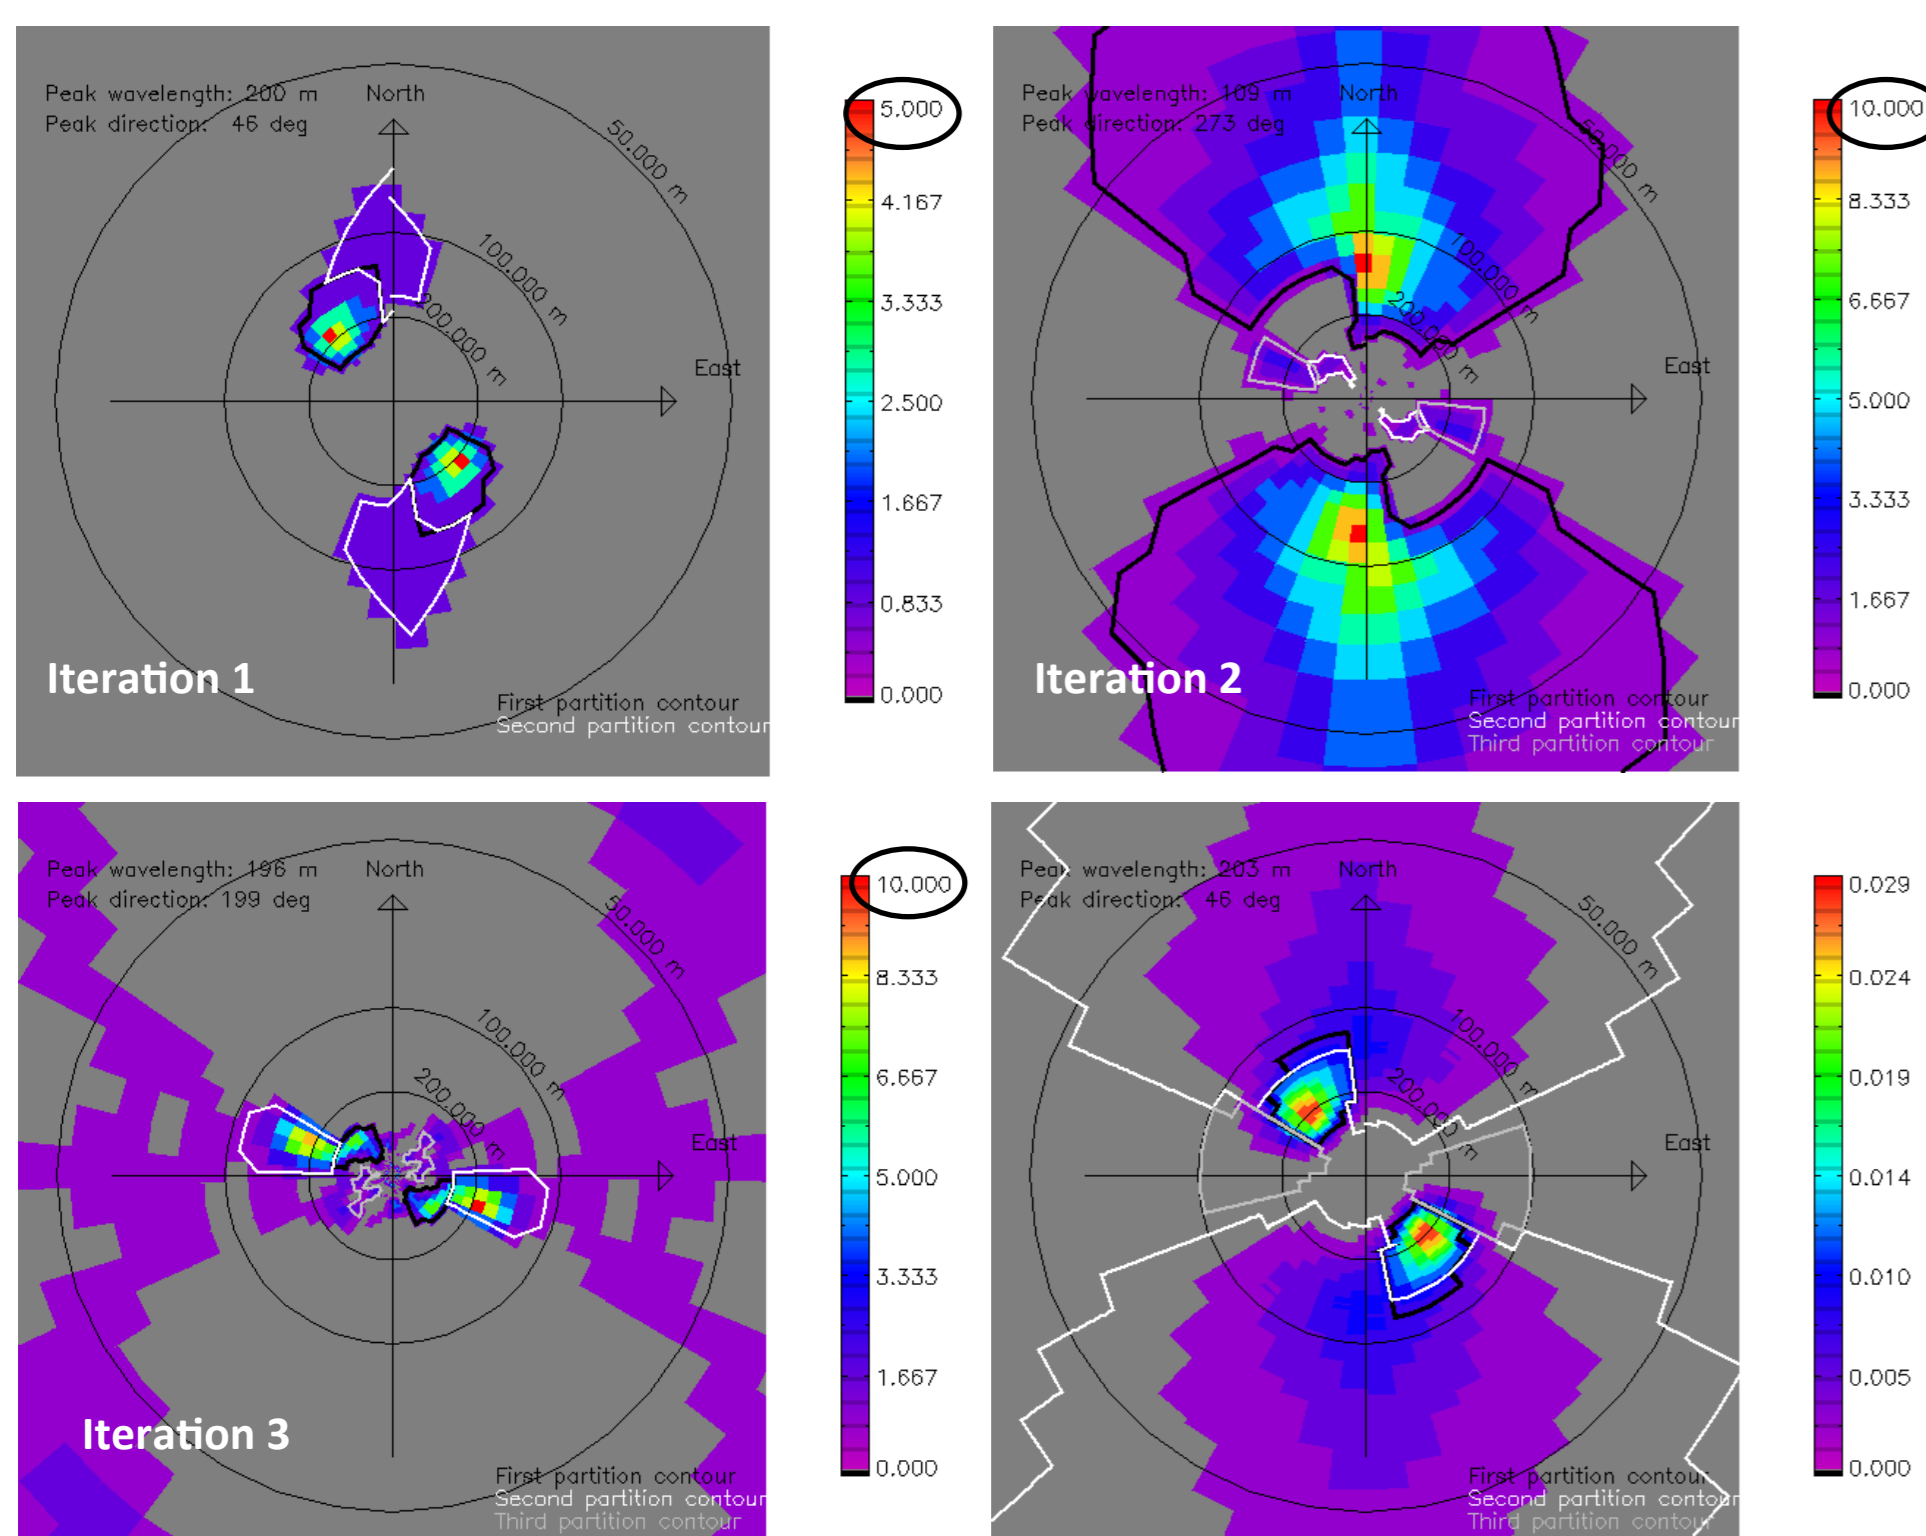 Peak wavelength: 200 m
Peak direction: 46 deg
North
50.000 m
100.000 m
200.000 m
East
Iteration 1
First partition contour
Second partition contour
5.000
4.167
3.333
2.500
1.667
0.833
0.000
Peak wavelength: 109 m
Peak direction: 273 deg
North
50.000 m
100.000 m
200.000 m
East
Iteration 2
First partition contour
Second partition contour
Third partition contour
10.000
8.333
6.667
5.000
3.333
1.667
0.000
Peak wavelength: 196 m
Peak direction: 199 deg
North
50.000 m
100.000 m
200.000 m
East
Iteration 3
First partition contour
Second partition contour
Third partition contour
10.000
8.333
6.667
5.000
3.333
1.667
0.000
Peak wavelength: 203 m
Peak direction: 46 deg
North
50.000 m
100.000 m
200.000 m
East
First partition contour
Second partition contour
Third partition contour
0.029
0.024
0.019
0.014
0.010
0.005
0.000